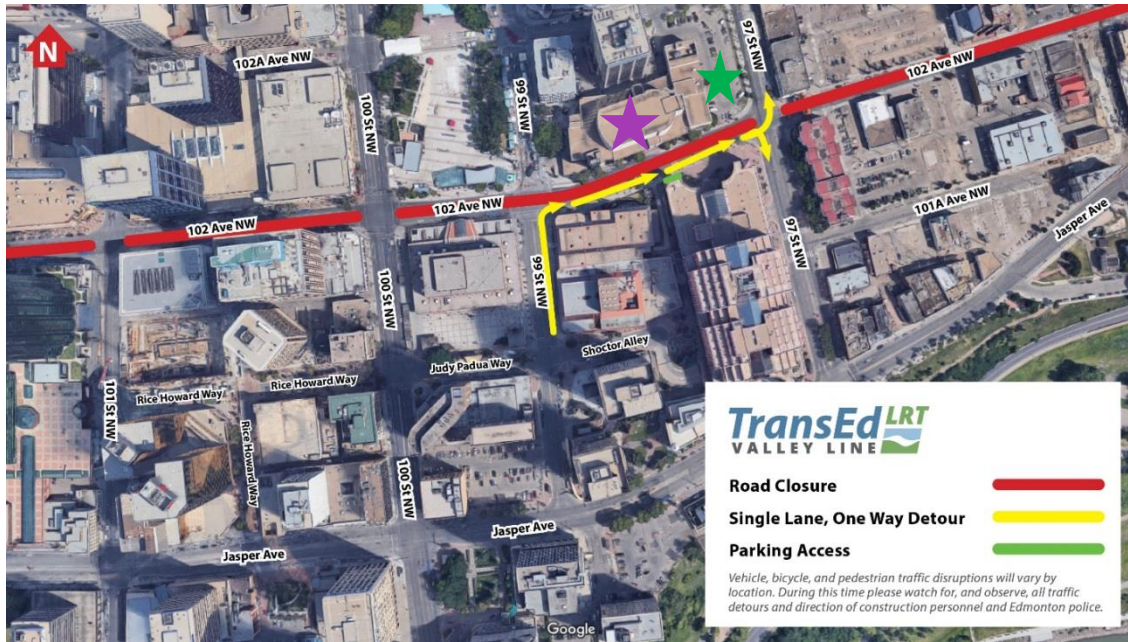 N
102A Ave NW
100 St NW
99 St NW
97 St NW
102 Ave NW
102 Ave NW
102 Ave NW
101A Ave NW
Jasper Ave
100 St NW
99 St NW
97 St NW
Judy Padua Way
Shoctor Alley
Rice Howard Way
Rice Howard Way
101 St NW
Rice Howard Way
100 St NW
Jasper Ave
Jasper Ave
TransEd LRT
VALLEY LINE
Road Closure
Single Lane, One Way Detour
Parking Access
Vehicle, bicycle, and pedestrian traffic disruptions will vary by
location. During this time please watch for, and observe, all traffic
detours and direction of construction personnel and Edmonton police.
Google